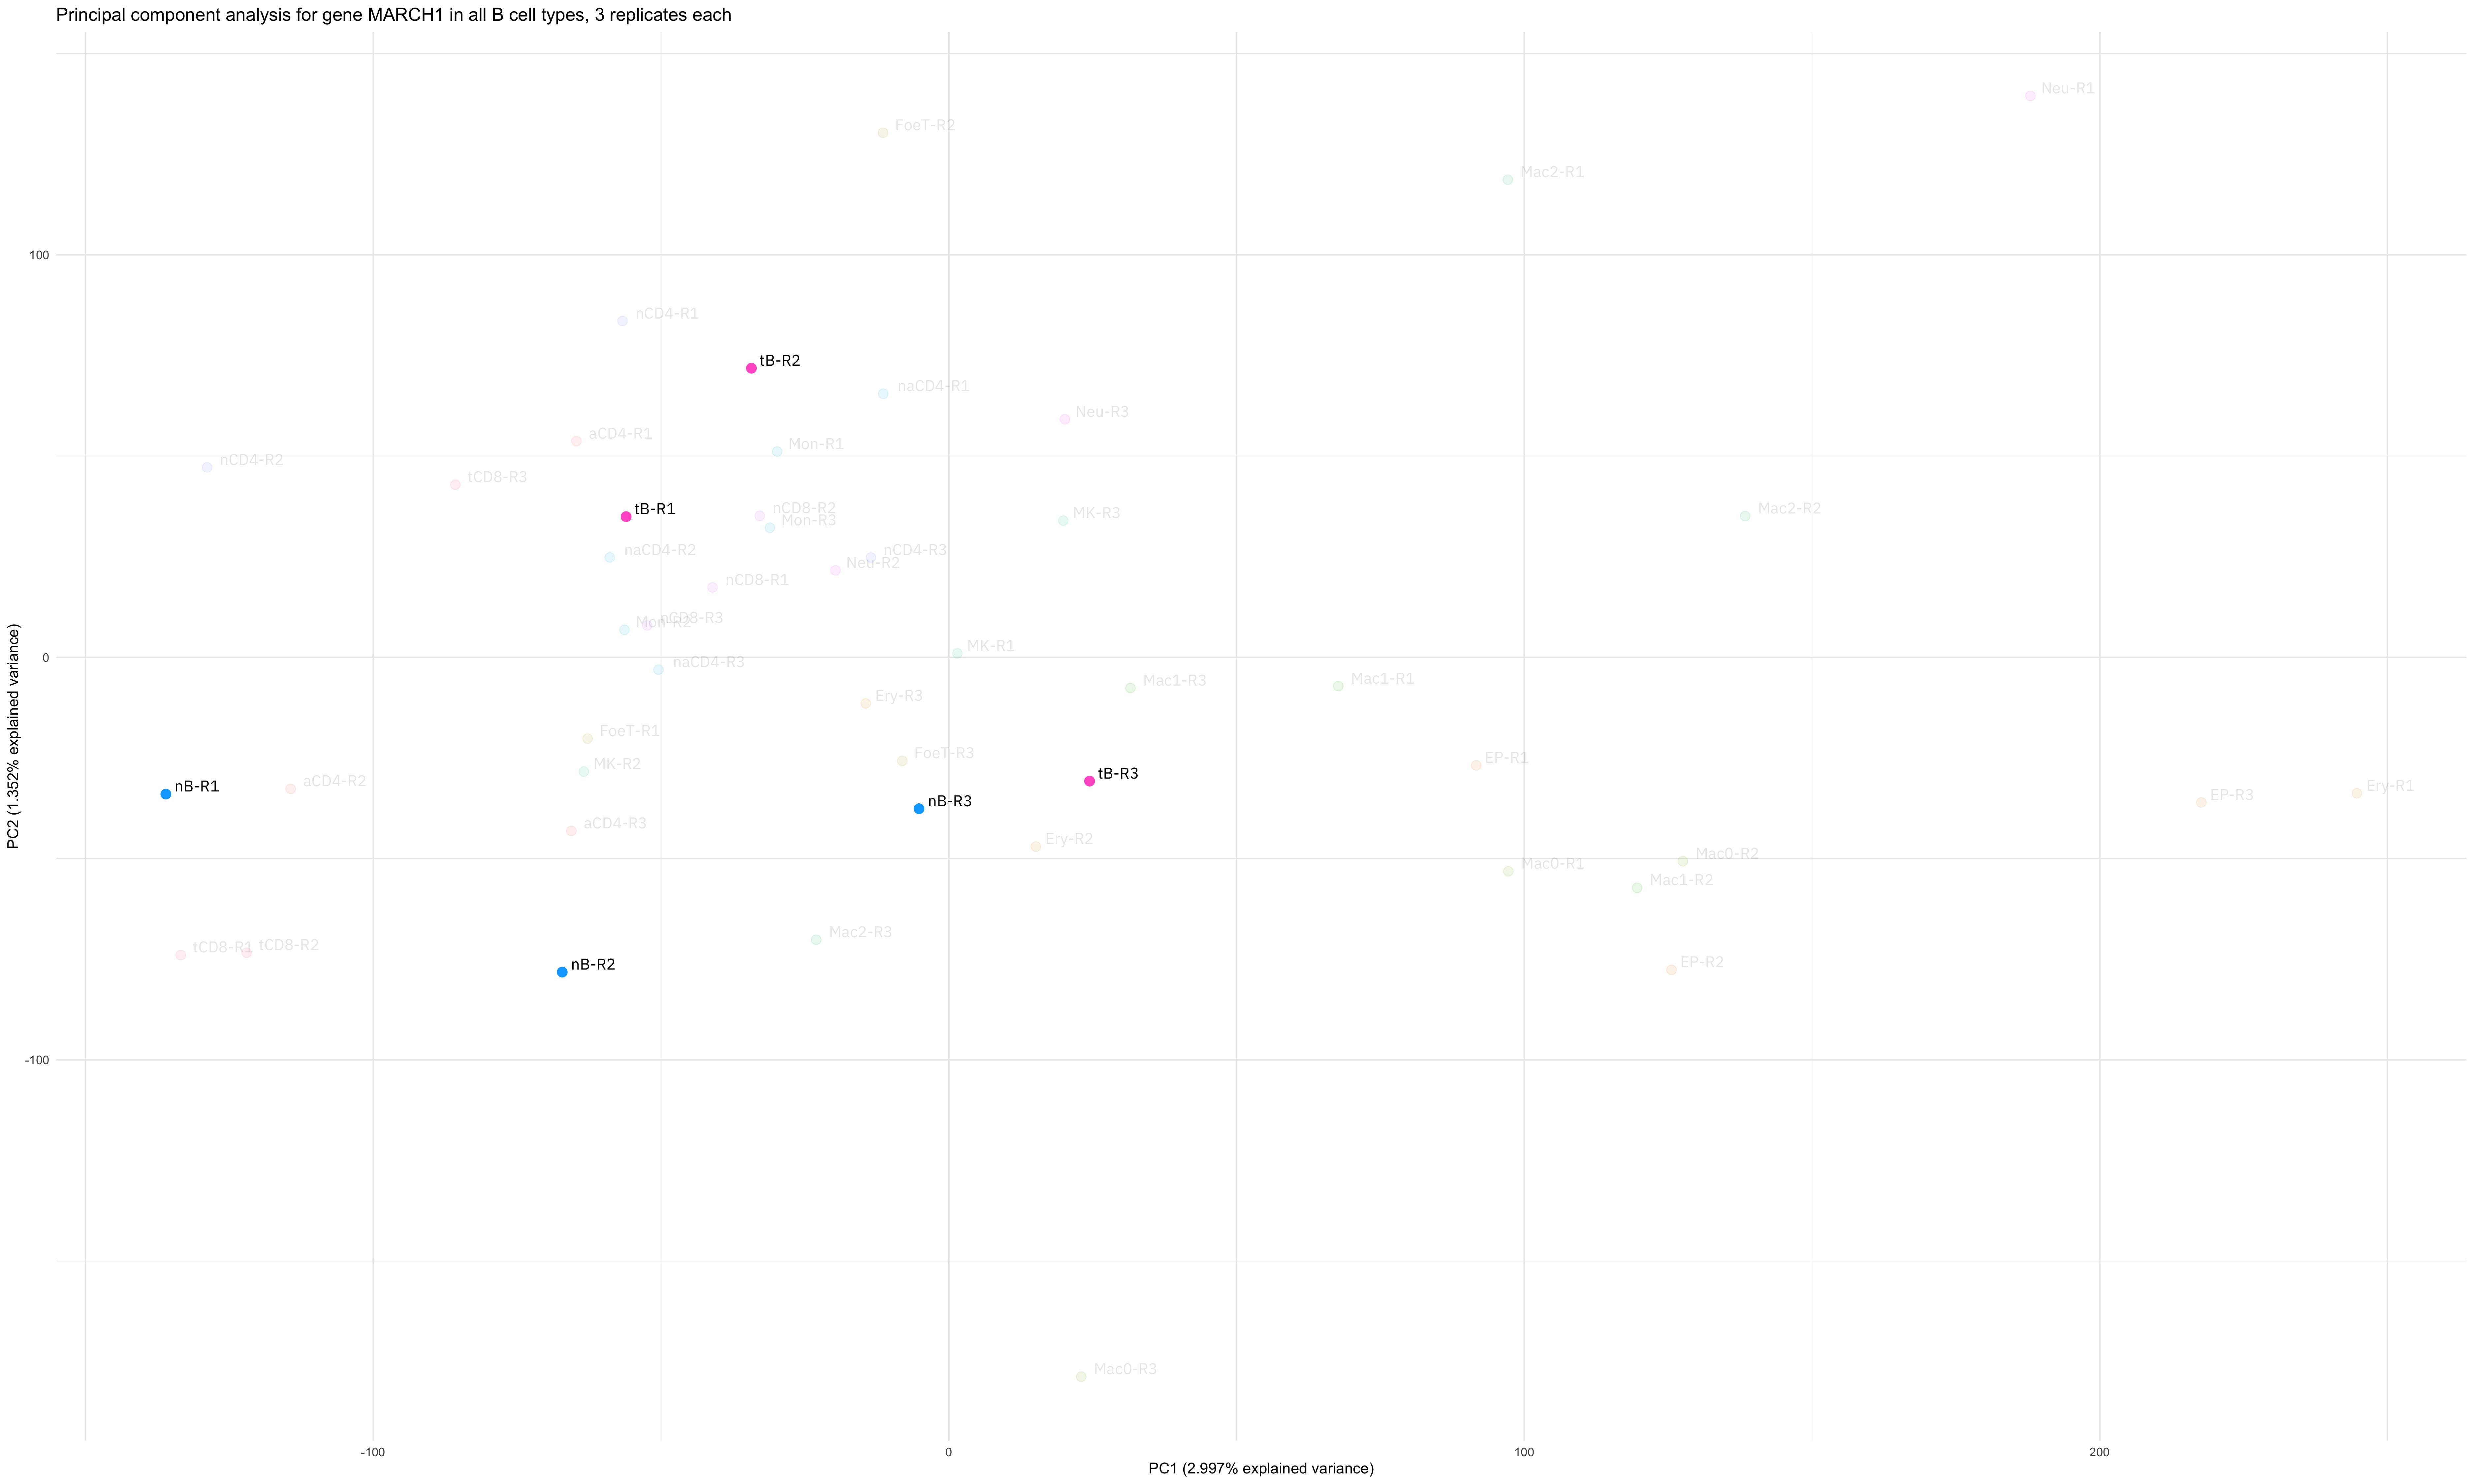 Principal component analysis for gene MARCH1 in all B cell types, 3 replicates each
Neu-R1
FoeT-R2
Mac2-R1
100
nCD4-R1
tB-R2
naCD4-R1
Neu-R3
aCD4-R1
Mon-R1
nCD4-R2
tCD8-R3
tB-R1
nCD8-R2
Mac2-R2
MK-R3
Mon-R3
naCD4-R2
nCD4-R3
Neu-R2
nCD8-R1
nCD8-R3
Mon-R2
0
MK-R1
naCD4-R3
Mac1-R3
Mac1-R1
Ery-R3
FoeT-R1
FoeT-R3
EP-R1
MK-R2
tB-R3
aCD4-R2
nB-R1
Ery-R1
EP-R3
nB-R3
aCD4-R3
Ery-R2
Mac0-R2
Mac0-R1
Mac1-R2
Mac2-R3
tCD8-R2
tCD8-R1
EP-R2
nB-R2
-100
Mac0-R3
PC2 (1.352% explained variance)
-100
0
100
200
PC1 (2.997% explained variance)